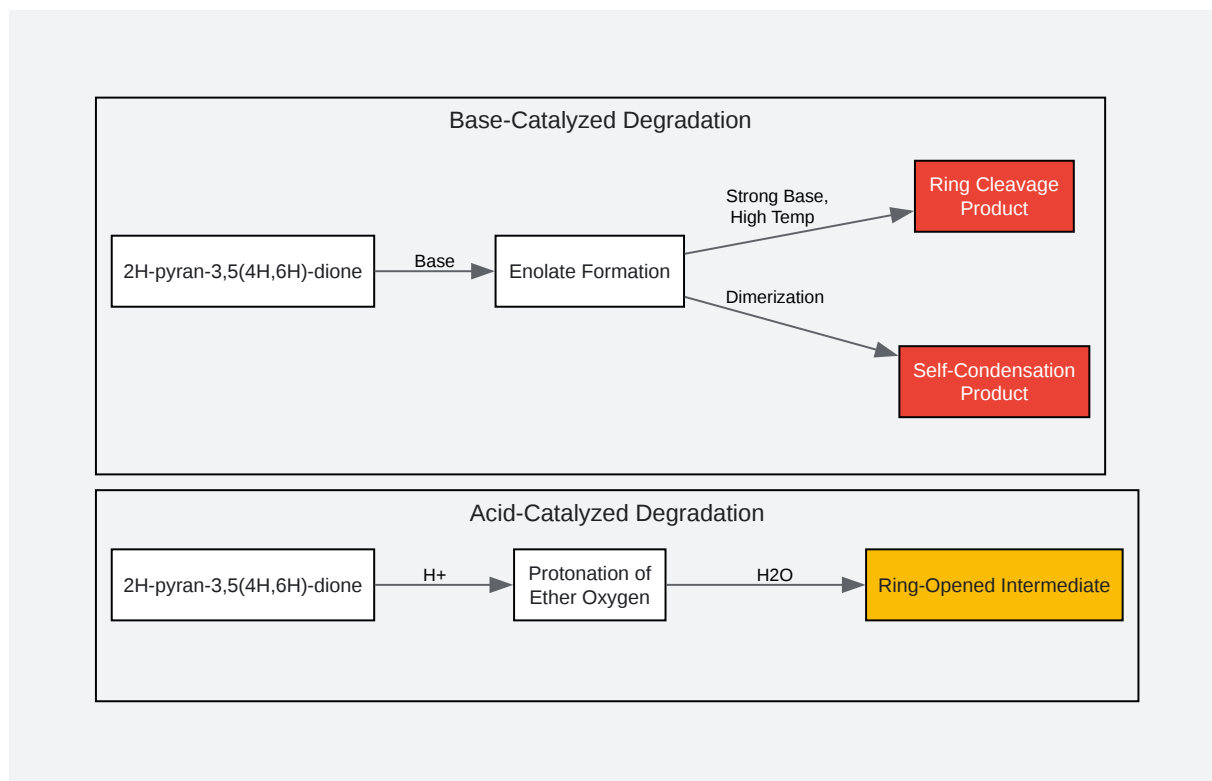 Base-Catalyzed Degradation
2H-pyran-3,5(4H,6H)-dione
Base
Enolate Formation
Strong Base,
High Temp
Ring Cleavage
Product
Dimerization
Self-Condensation
Product
Acid-Catalyzed Degradation
2H-pyran-3,5(4H,6H)-dione
H+
Protonation of
Ether Oxygen
H2O
Ring-Opened Intermediate